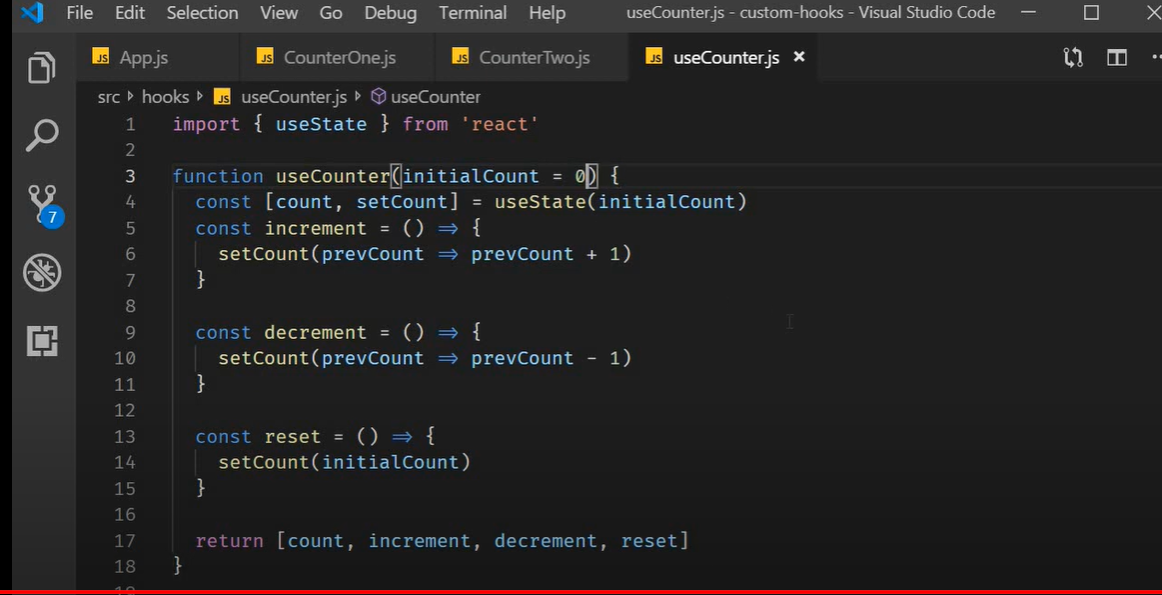 File Edit Selection View Go Debug Terminal Help useCounter.js - custom-hooks - Visual Studio Code
JS App.js JS CounterOne.js JS CounterTwo.js JS useCounter.js ×
src hooks JS useCounter.js useCounter
1 import { useState } from 'react'
2
3 function useCounter(initialCount = 0) {
4 const [count, setCount] = useState(initialCount)
5 const increment = () ⇒ {
6 setCount(prevCount ⇒ prevCount + 1)
7 }
7
8
9 const decrement = () ⇒ {
10 setCount(prevCount ⇒ prevCount - 1)
11 }
12
13 const reset = () ⇒ {
14 setCount(initialCount)
15 }
16
17 return [count, increment, decrement, reset]
18 }